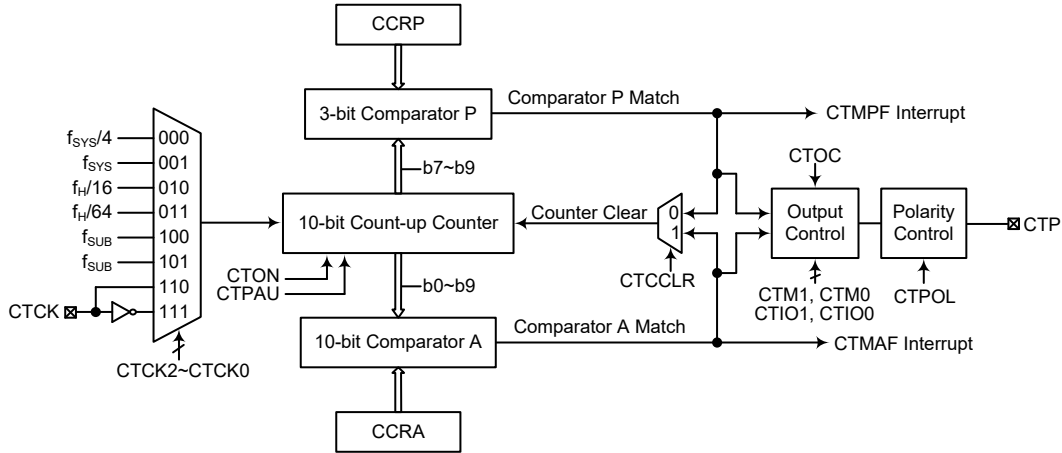 CCRP
3-bit Comparator P
Comparator P Match
CTMPF Interrupt
fSYS/4
000
fSYS
001
fH/16
010
fH/64
011
fSUB
100
fSUB
101
110
CTCK
111
CTCK2~CTCK0
b7~b9
10-bit Count-up Counter
Counter Clear
0
1
CTCCLR
CTON
CTPAU
b0~b9
CTOC
Output
Control
Polarity
Control
CTP
CTM1, CTM0
CTIO1, CTIO0
CTPOL
10-bit Comparator A
Comparator A Match
CTMAF Interrupt
CCRA